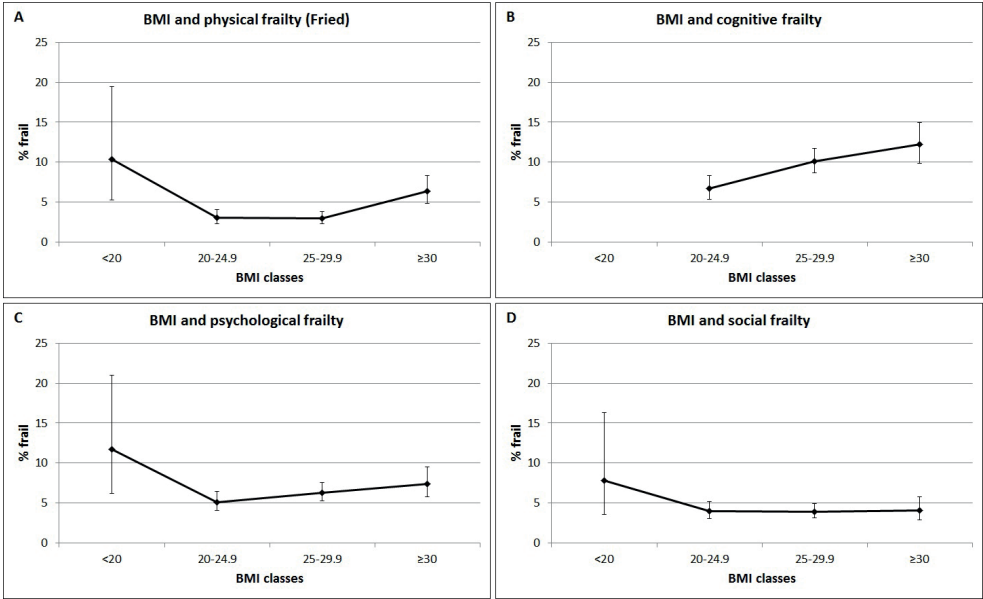 A
BMI and physical frailty (Fried)
25
20
15
10
5
0
% frail
<20 20-24.9 25-29.9 ≥30
BMI classes
B
BMI and cognitive frailty
25
20
15
10
5
0
% frail
<20 20-24.9 25-29.9 ≥30
BMI classes
C
BMI and psychological frailty
25
20
15
10
5
0
% frail
<20 20-24.9 25-29.9 ≥30
BMI classes
D
BMI and social frailty
25
20
15
10
5
0
% frail
<20 20-24.9 25-29.9 ≥30
BMI classes